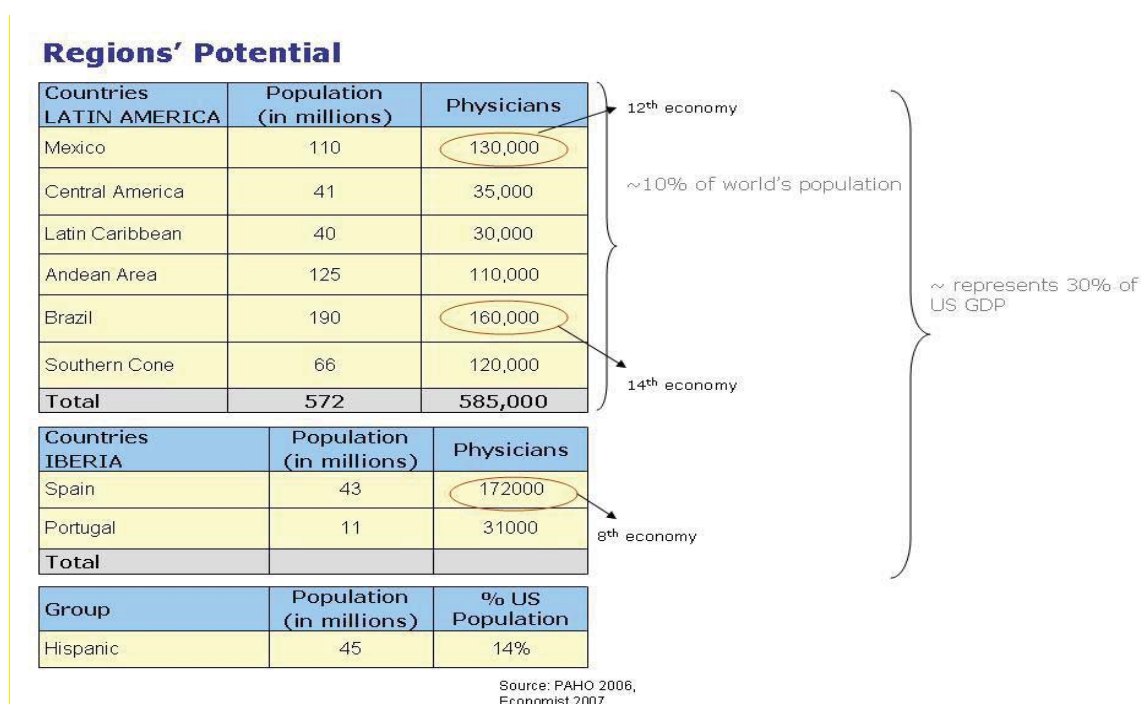 Regions’ Potential
Countries
LATIN AMERICA
Population
(in millions)
Physicians
Mexico 110 130,000
Central America 41 35,000
Latin Caribbean 40 30,000
Andean Area 125 110,000
Brazil 190 160,000
Southern Cone 66 120,000
Total 572 585,000
12th economy
~10% of world’s population
14th economy
~ represents 30% of
US GDP
Countries
IBERIA
Population
(in millions)
Physicians
Spain 43 172000
Portugal 11 31000
Total
8th economy
Group
Population
(in millions)
% US
Population
Hispanic 45 14%
Source: PAHO 2006,
Economist 2007